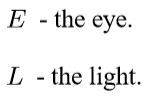 E - the eye.
L - the light.